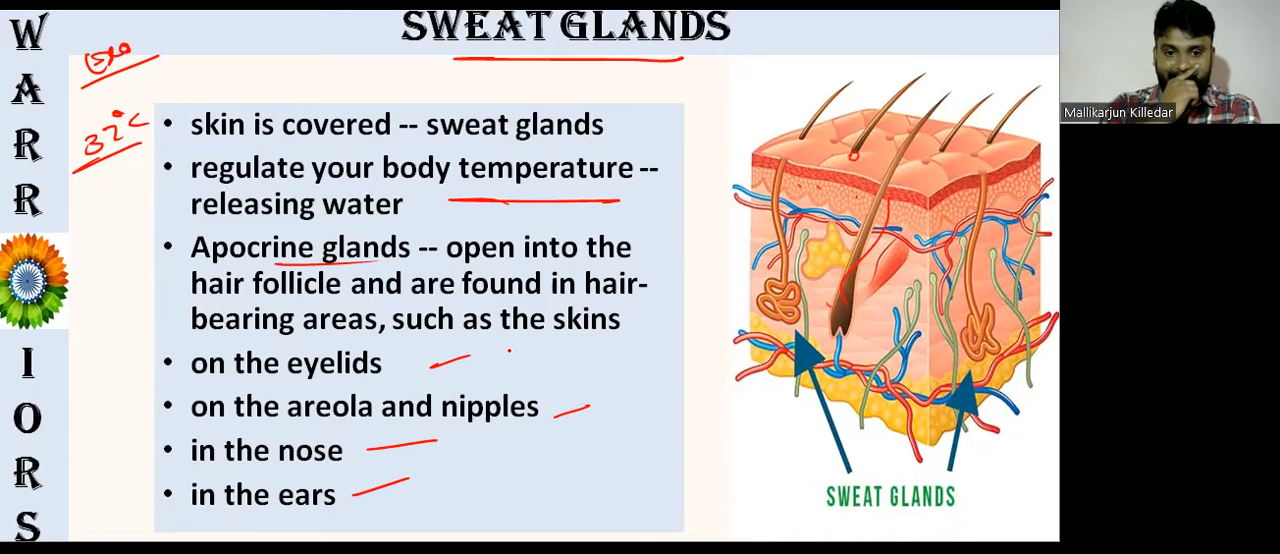 SWEAT GLANDS
WARRIORS
32°C
• skin is covered -- sweat glands
• regulate your body temperature --
releasing water
• Apocrine glands -- open into the
hair follicle and are found in hair-
bearing areas, such as the skins
• on the eyelids
• on the areola and nipples
• in the nose
• in the ears
SWEAT GLANDS
Mallikarjun Killedar